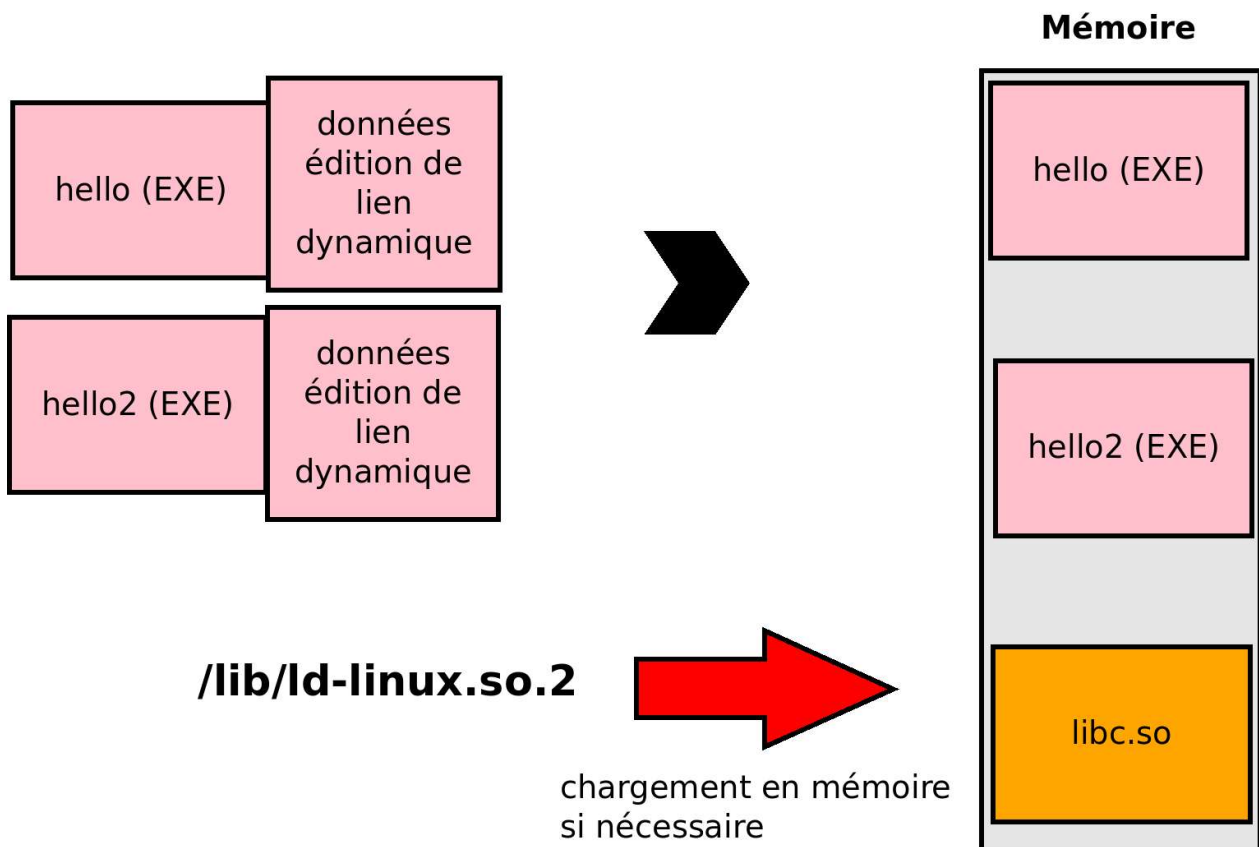 Mémoire
hello (EXE)
données
édition de
lien
dynamique
hello (EXE)
hello2 (EXE)
données
édition de
lien
dynamique
hello2 (EXE)
/lib/ld-linux.so.2
libc.so
chargement en mémoire
si nécessaire